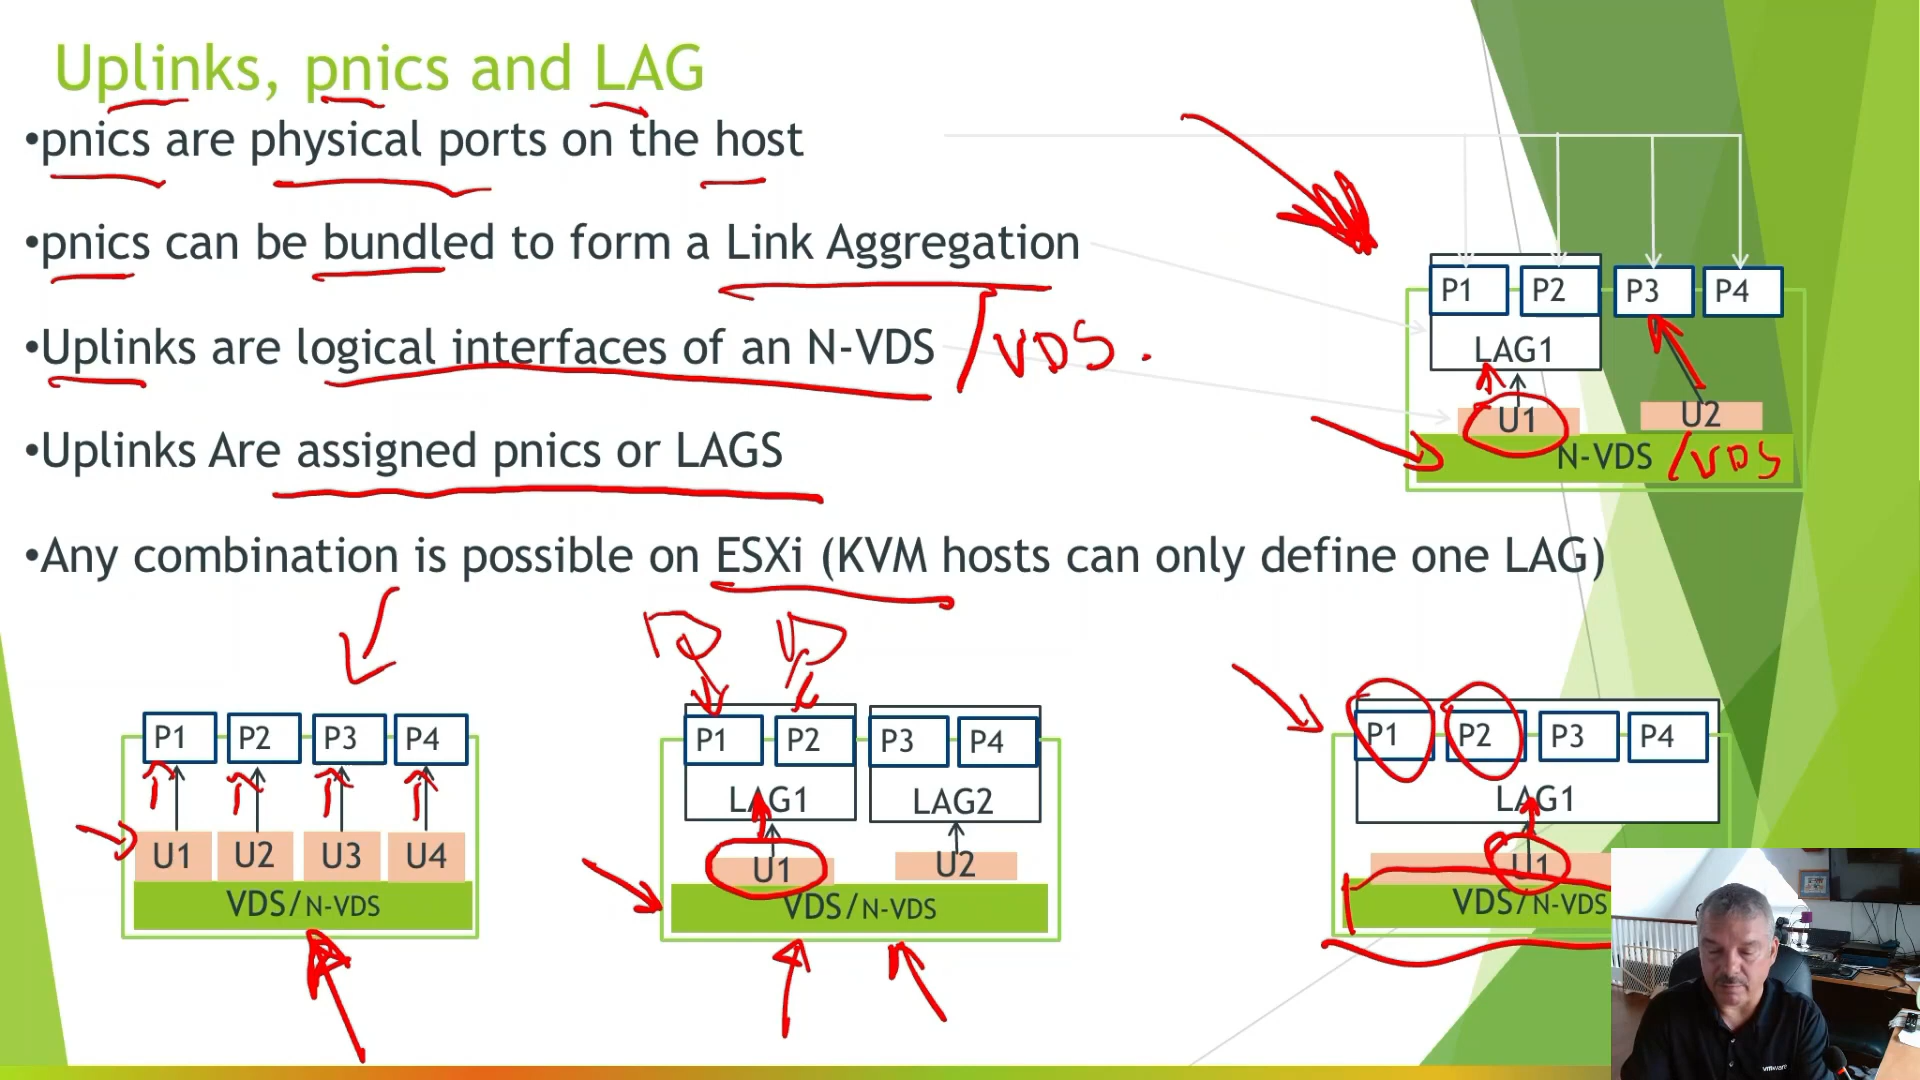 Uplinks, pnics and LAG
•pnics are physical ports on the host
•pnics can be bundled to form a Link Aggregation
•Uplinks are logical interfaces of an N-VDS /VDS.
•Uplinks Are assigned pnics or LAGS
•Any combination is possible on ESXi (KVM hosts can only define one LAG)
P1 P2 P3 P4
LAG1
U1 U2
N-VDS /VDS
P1 P2 P3 P4
U1 U2 U3 U4
VDS/N-VDS
P1 P2 P3 P4
LAG1 LAG2
U1 U2
VDS/N-VDS
P1 P2 P3 P4
LAG1
U1
VDS/N-VDS
vmware